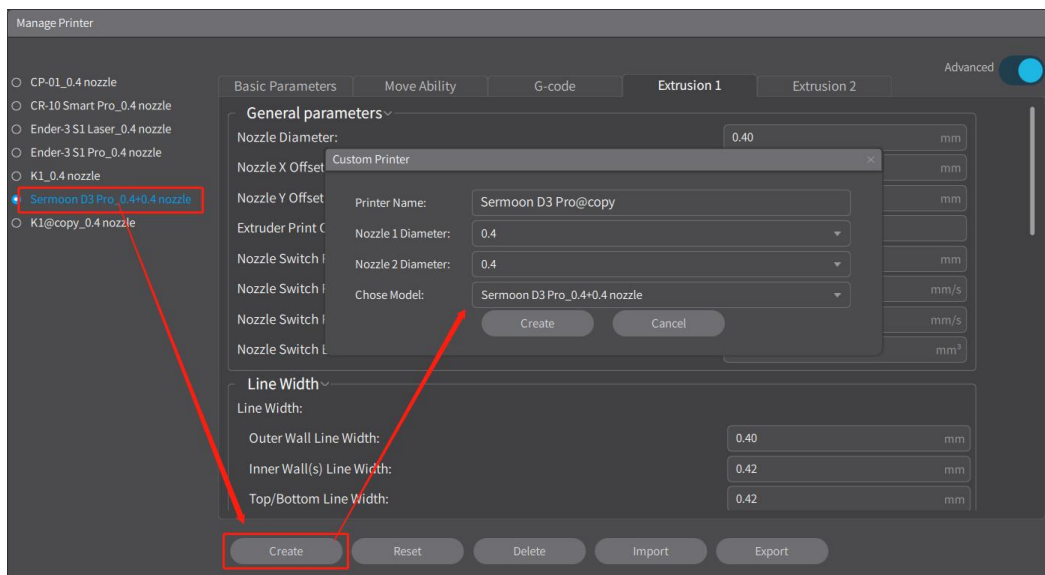 Manage Printer
Advanced
CP-01_0.4 nozzle
CR-10 Smart Pro_0.4 nozzle
Ender-3 S1 Laser_0.4 nozzle
Ender-3 S1 Pro_0.4 nozzle
K1_0.4 nozzle
Sermoon D3 Pro_0.4+0.4 nozzle
K1@copy_0.4 nozzle
Basic Parameters Move Ability G-code Extrusion 1 Extrusion 2
General parameters
Nozzle Diameter: 0.40 mm
Nozzle X Offset mm
Nozzle Y Offset mm
Extruder Print
Nozzle Switch mm
Nozzle Switch mm/s
Nozzle Switch mm/s
Nozzle Switch mm³
Custom Printer
Printer Name: Sermoon D3 Pro@copy
Nozzle 1 Diameter: 0.4
Nozzle 2 Diameter: 0.4
Chose Model: Sermoon D3 Pro_0.4+0.4 nozzle
Create Cancel
Line Width
Line Width:
Outer Wall Line Width: 0.40 mm
Inner Wall(s) Line Width: 0.42 mm
Top/Bottom Line Width: 0.42 mm
Create Reset Delete Import Export